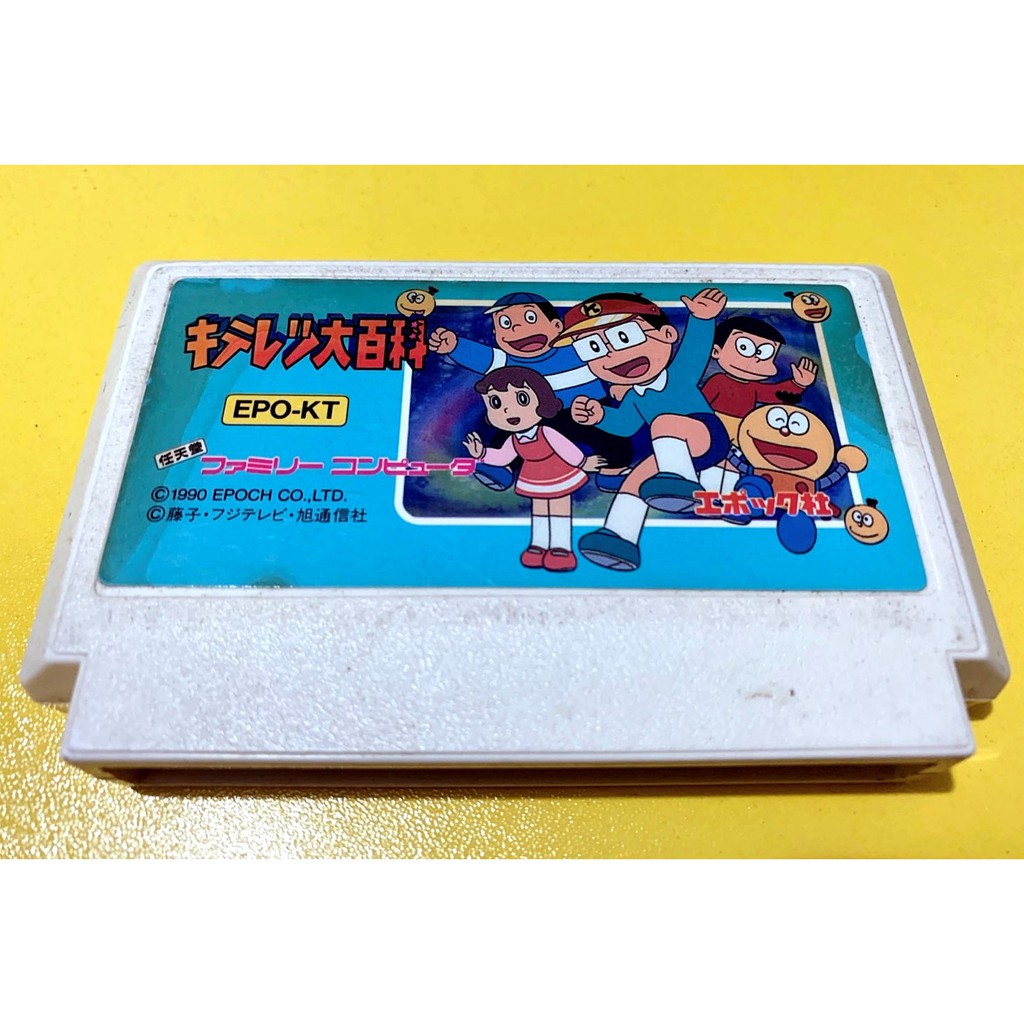 キテレツ大百科
EPO-KT
任天堂
ファミリー コンピュータ
©1990 EPOCH CO.,LTD.
©藤子・フジテレビ・旭通信社
エポック社